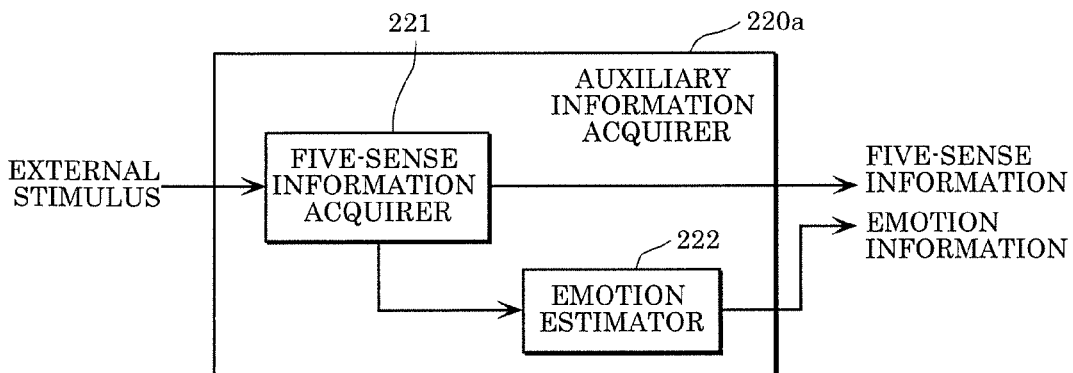 221
220a
AUXILIARY
INFORMATION
ACQUIRER
EXTERNAL
STIMULUS
FIVE-SENSE
INFORMATION
ACQUIRER
FIVE-SENSE
INFORMATION
EMOTION
INFORMATION
222
EMOTION
ESTIMATOR